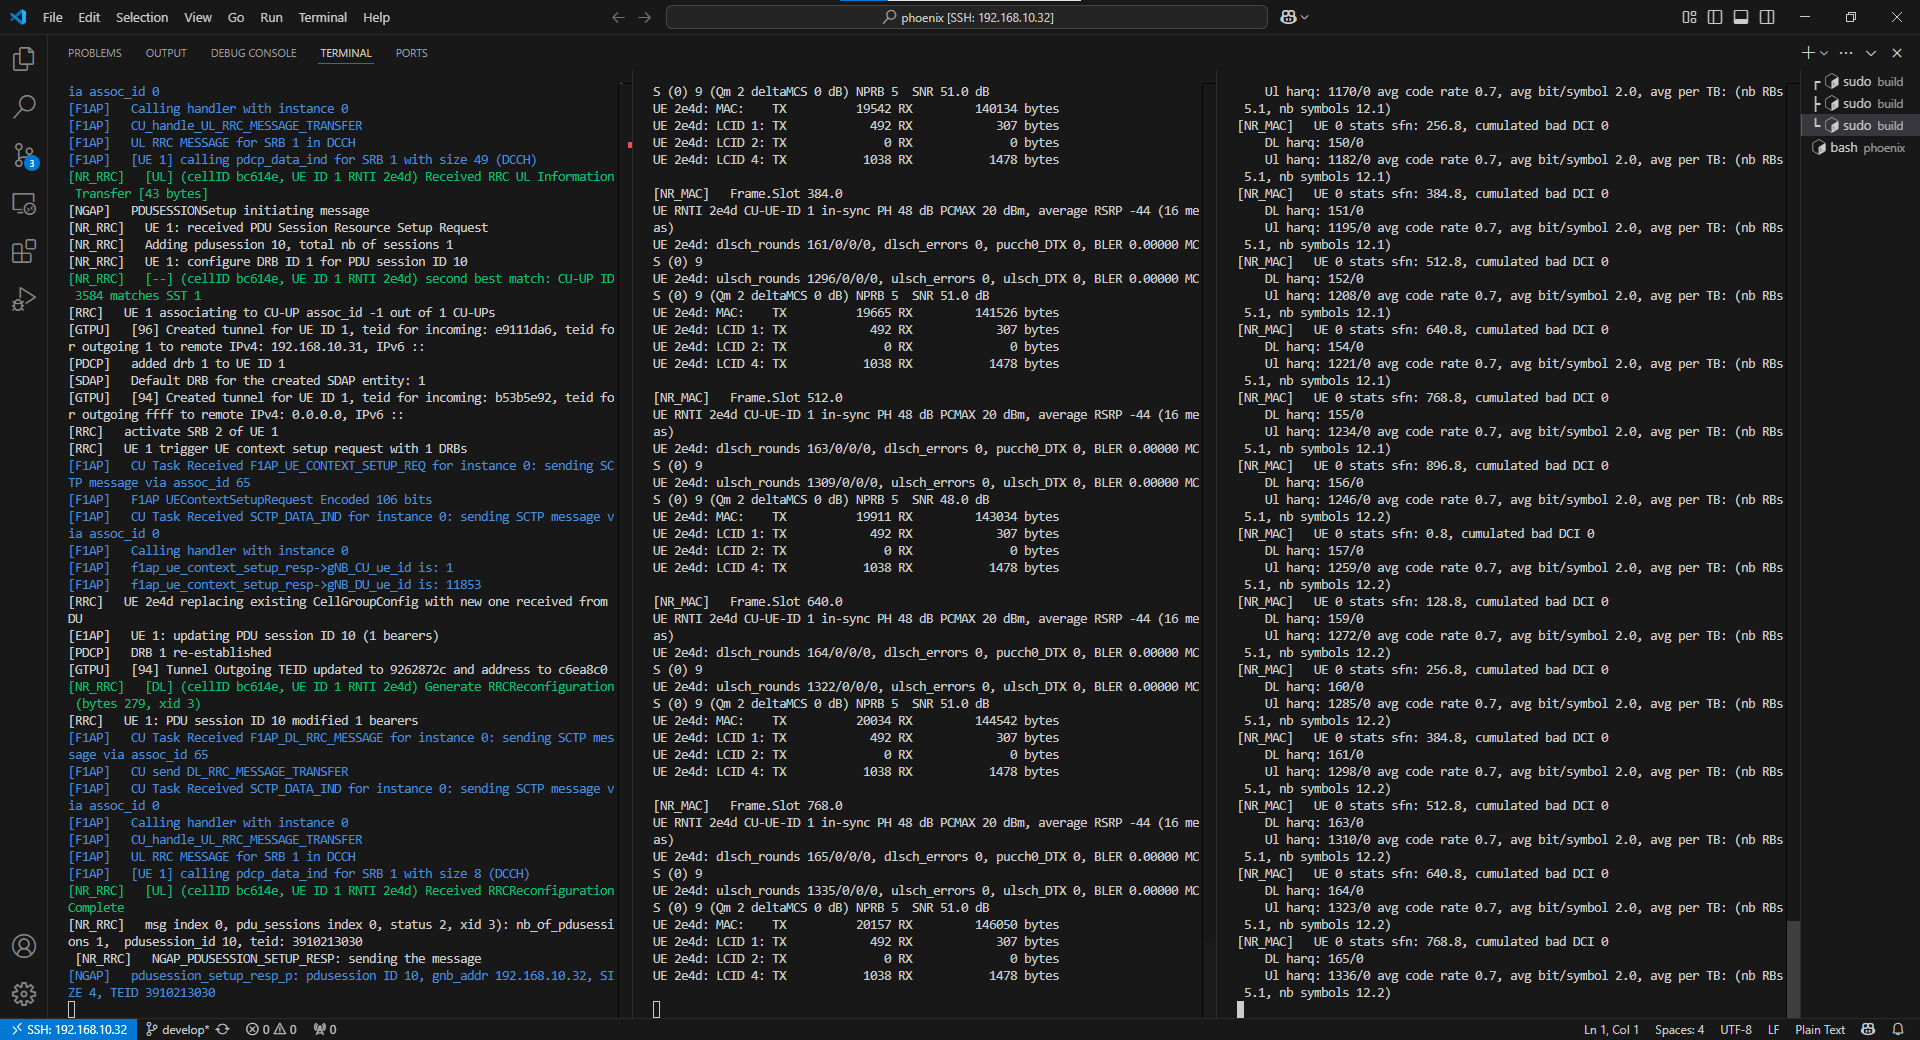 File Edit Selection View Go Run Terminal Help
phoenix [SSH: 192.168.10.32]
PROBLEMS OUTPUT DEBUG CONSOLE TERMINAL PORTS
ia assoc_id 0
[F1AP] Calling handler with instance 0
[F1AP] CU_handle_UL_RRC_MESSAGE_TRANSFER
[F1AP] UL RRC MESSAGE for SRB 1 in DCCH
[F1AP] [UE 1] calling pdcp_data_ind for SRB 1 with size 49 (DCCH)
[NR_RRC] [UL] (cellID bc614e, UE ID 1 RNTI 2e4d) Received RRC UL Information
Transfer [43 bytes]
[NGAP] PDUSESSIONSetup initiating message
[NR_RRC] UE 1: received PDU Session Resource Setup Request
[NR_RRC] Adding pdusession 10, total nb of sessions 1
[NR_RRC] UE 1: configure DRB ID 1 for PDU session ID 10
[NR_RRC] [--] (cellID bc614e, UE ID 1 RNTI 2e4d) second best match: CU-UP ID
3584 matches SST 1
[RRC] UE 1 associating to CU-UP assoc_id -1 out of 1 CU-UPs
[GTPU] [96] Created tunnel for UE ID 1, teid for incoming: e9111da6, teid fo
r outgoing 1 to remote IPv4: 192.168.10.31, IPv6 ::
[PDCP] added drb 1 to UE ID 1
[SDAP] Default DRB for the created SDAP entity: 1
[GTPU] [94] Created tunnel for UE ID 1, teid for incoming: b53b5e92, teid fo
r outgoing ffff to remote IPv4: 0.0.0.0, IPv6 ::
[RRC] activate SRB 2 of UE 1
[RRC] UE 1 trigger UE context setup request with 1 DRBs
[F1AP] CU Task Received F1AP_UE_CONTEXT_SETUP_REQ for instance 0: sending SC
TP message via assoc_id 65
[F1AP] F1AP UEContextSetupRequest Encoded 106 bits
[F1AP] CU Task Received SCTP_DATA_IND for instance 0: sending SCTP message v
ia assoc_id 0
[F1AP] Calling handler with instance 0
[F1AP] f1ap_ue_context_setup_resp->gNB_CU_ue_id is: 1
[F1AP] f1ap_ue_context_setup_resp->gNB_DU_ue_id is: 11853
[RRC] UE 2e4d replacing existing CellGroupConfig with new one received from
DU
[E1AP] UE 1: updating PDU session ID 10 (1 bearers)
[PDCP] DRB 1 re-established
[GTPU] [94] Tunnel Outgoing TEID updated to 9262872c and address to c6ea8c0
[NR_RRC] [DL] (cellID bc614e, UE ID 1 RNTI 2e4d) Generate RRCReconfiguration
(bytes 279, xid 3)
[RRC] UE 1: PDU session ID 10 modified 1 bearers
[F1AP] CU Task Received F1AP_DL_RRC_MESSAGE for instance 0: sending SCTP mes
sage via assoc_id 65
[F1AP] CU send DL_RRC_MESSAGE_TRANSFER
[F1AP] CU Task Received SCTP_DATA_IND for instance 0: sending SCTP message v
ia assoc_id 0
[F1AP] Calling handler with instance 0
[F1AP] CU_handle_UL_RRC_MESSAGE_TRANSFER
[F1AP] UL RRC MESSAGE for SRB 1 in DCCH
[F1AP] [UE 1] calling pdcp_data_ind for SRB 1 with size 8 (DCCH)
[NR_RRC] [UL] (cellID bc614e, UE ID 1 RNTI 2e4d) Received RRCReconfiguration
Complete
[NR_RRC] msg index 0, pdu_sessions index 0, status 2, xid 3): nb_of_pdusessi
ons 1, pdusession_id 10, teid: 3910213030
[NR_RRC] NGAP_PDUSESSION_SETUP_RESP: sending the message
[NGAP] pdusession_setup_resp_p: pdusession ID 10, gnb_addr 192.168.10.32, SI
ZE 4, TEID 3910213030
S (0) 9 (Qm 2 deltaMCS 0 dB) NPRB 5 SNR 51.0 dB
UE 2e4d: MAC: TX 19542 RX 140134 bytes
UE 2e4d: LCID 1: TX 492 RX 307 bytes
UE 2e4d: LCID 2: TX 0 RX 0 bytes
UE 2e4d: LCID 4: TX 1038 RX 1478 bytes
[NR_MAC] Frame.Slot 384.0
UE RNTI 2e4d CU-UE-ID 1 in-sync PH 48 dB PCMAX 20 dBm, average RSRP -44 (16 me
as)
UE 2e4d: dlsch_rounds 161/0/0/0, dlsch_errors 0, pucch0_DTX 0, BLER 0.00000 MC
S (0) 9
UE 2e4d: ulsch_rounds 1296/0/0/0, ulsch_errors 0, ulsch_DTX 0, BLER 0.00000 MC
S (0) 9 (Qm 2 deltaMCS 0 dB) NPRB 5 SNR 51.0 dB
UE 2e4d: MAC: TX 19665 RX 141526 bytes
UE 2e4d: LCID 1: TX 492 RX 307 bytes
UE 2e4d: LCID 2: TX 0 RX 0 bytes
UE 2e4d: LCID 4: TX 1038 RX 1478 bytes
[NR_MAC] Frame.Slot 512.0
UE RNTI 2e4d CU-UE-ID 1 in-sync PH 48 dB PCMAX 20 dBm, average RSRP -44 (16 me
as)
UE 2e4d: dlsch_rounds 163/0/0/0, dlsch_errors 0, pucch0_DTX 0, BLER 0.00000 MC
S (0) 9
UE 2e4d: ulsch_rounds 1309/0/0/0, ulsch_errors 0, ulsch_DTX 0, BLER 0.00000 MC
S (0) 9 (Qm 2 deltaMCS 0 dB) NPRB 5 SNR 48.0 dB
UE 2e4d: MAC: TX 19911 RX 143034 bytes
UE 2e4d: LCID 1: TX 492 RX 307 bytes
UE 2e4d: LCID 2: TX 0 RX 0 bytes
UE 2e4d: LCID 4: TX 1038 RX 1478 bytes
[NR_MAC] Frame.Slot 640.0
UE RNTI 2e4d CU-UE-ID 1 in-sync PH 48 dB PCMAX 20 dBm, average RSRP -44 (16 me
as)
UE 2e4d: dlsch_rounds 164/0/0/0, dlsch_errors 0, pucch0_DTX 0, BLER 0.00000 MC
S (0) 9
UE 2e4d: ulsch_rounds 1322/0/0/0, ulsch_errors 0, ulsch_DTX 0, BLER 0.00000 MC
S (0) 9 (Qm 2 deltaMCS 0 dB) NPRB 5 SNR 51.0 dB
UE 2e4d: MAC: TX 20034 RX 144542 bytes
UE 2e4d: LCID 1: TX 492 RX 307 bytes
UE 2e4d: LCID 2: TX 0 RX 0 bytes
UE 2e4d: LCID 4: TX 1038 RX 1478 bytes
[NR_MAC] Frame.Slot 768.0
UE RNTI 2e4d CU-UE-ID 1 in-sync PH 48 dB PCMAX 20 dBm, average RSRP -44 (16 me
as)
UE 2e4d: dlsch_rounds 165/0/0/0, dlsch_errors 0, pucch0_DTX 0, BLER 0.00000 MC
S (0) 9
UE 2e4d: ulsch_rounds 1335/0/0/0, ulsch_errors 0, ulsch_DTX 0, BLER 0.00000 MC
S (0) 9 (Qm 2 deltaMCS 0 dB) NPRB 5 SNR 51.0 dB
UE 2e4d: MAC: TX 20157 RX 146050 bytes
UE 2e4d: LCID 1: TX 492 RX 307 bytes
UE 2e4d: LCID 2: TX 0 RX 0 bytes
UE 2e4d: LCID 4: TX 1038 RX 1478 bytes
Ul harq: 1170/0 avg code rate 0.7, avg bit/symbol 2.0, avg per TB: (nb RBs
5.1, nb symbols 12.1)
[NR_MAC] UE 0 stats sfn: 256.8, cumulated bad DCI 0
DL harq: 150/0
Ul harq: 1182/0 avg code rate 0.7, avg bit/symbol 2.0, avg per TB: (nb RBs
5.1, nb symbols 12.1)
[NR_MAC] UE 0 stats sfn: 384.8, cumulated bad DCI 0
DL harq: 151/0
Ul harq: 1195/0 avg code rate 0.7, avg bit/symbol 2.0, avg per TB: (nb RBs
5.1, nb symbols 12.1)
[NR_MAC] UE 0 stats sfn: 512.8, cumulated bad DCI 0
DL harq: 152/0
Ul harq: 1208/0 avg code rate 0.7, avg bit/symbol 2.0, avg per TB: (nb RBs
5.1, nb symbols 12.1)
[NR_MAC] UE 0 stats sfn: 640.8, cumulated bad DCI 0
DL harq: 154/0
Ul harq: 1221/0 avg code rate 0.7, avg bit/symbol 2.0, avg per TB: (nb RBs
5.1, nb symbols 12.1)
[NR_MAC] UE 0 stats sfn: 768.8, cumulated bad DCI 0
DL harq: 155/0
Ul harq: 1234/0 avg code rate 0.7, avg bit/symbol 2.0, avg per TB: (nb RBs
5.1, nb symbols 12.1)
[NR_MAC] UE 0 stats sfn: 896.8, cumulated bad DCI 0
DL harq: 156/0
Ul harq: 1246/0 avg code rate 0.7, avg bit/symbol 2.0, avg per TB: (nb RBs
5.1, nb symbols 12.2)
[NR_MAC] UE 0 stats sfn: 0.8, cumulated bad DCI 0
DL harq: 157/0
Ul harq: 1259/0 avg code rate 0.7, avg bit/symbol 2.0, avg per TB: (nb RBs
5.1, nb symbols 12.2)
[NR_MAC] UE 0 stats sfn: 128.8, cumulated bad DCI 0
DL harq: 159/0
Ul harq: 1272/0 avg code rate 0.7, avg bit/symbol 2.0, avg per TB: (nb RBs
5.1, nb symbols 12.2)
[NR_MAC] UE 0 stats sfn: 256.8, cumulated bad DCI 0
DL harq: 160/0
Ul harq: 1285/0 avg code rate 0.7, avg bit/symbol 2.0, avg per TB: (nb RBs
5.1, nb symbols 12.2)
[NR_MAC] UE 0 stats sfn: 384.8, cumulated bad DCI 0
DL harq: 161/0
Ul harq: 1298/0 avg code rate 0.7, avg bit/symbol 2.0, avg per TB: (nb RBs
5.1, nb symbols 12.2)
[NR_MAC] UE 0 stats sfn: 512.8, cumulated bad DCI 0
DL harq: 163/0
Ul harq: 1310/0 avg code rate 0.7, avg bit/symbol 2.0, avg per TB: (nb RBs
5.1, nb symbols 12.2)
[NR_MAC] UE 0 stats sfn: 640.8, cumulated bad DCI 0
DL harq: 164/0
Ul harq: 1323/0 avg code rate 0.7, avg bit/symbol 2.0, avg per TB: (nb RBs
5.1, nb symbols 12.2)
[NR_MAC] UE 0 stats sfn: 768.8, cumulated bad DCI 0
DL harq: 165/0
Ul harq: 1336/0 avg code rate 0.7, avg bit/symbol 2.0, avg per TB: (nb RBs
5.1, nb symbols 12.2)
sudo build
sudo build
sudo build
bash phoenix
3
SSH: 192.168.10.32 develop* 0 0 0 Ln 1, Col 1 Spaces: 4 UTF-8 LF Plain Text